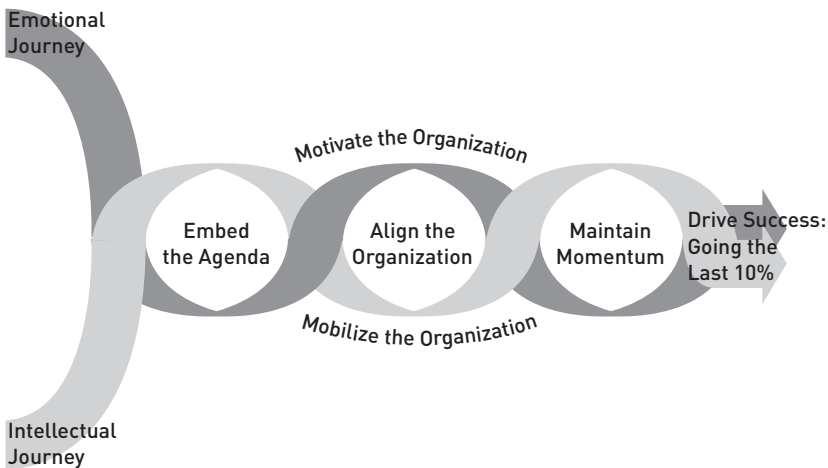 Emotional
Journey
Motivate the Organization
Embed
the Agenda
Align the
Organization
Maintain
Momentum
Drive Success:
Going the
Last 10%
Mobilize the Organization
Intellectual
Journey